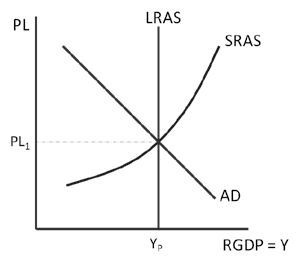 PL
LRAS
SRAS
PL₁
AD
Yₚ
RGDP = Y